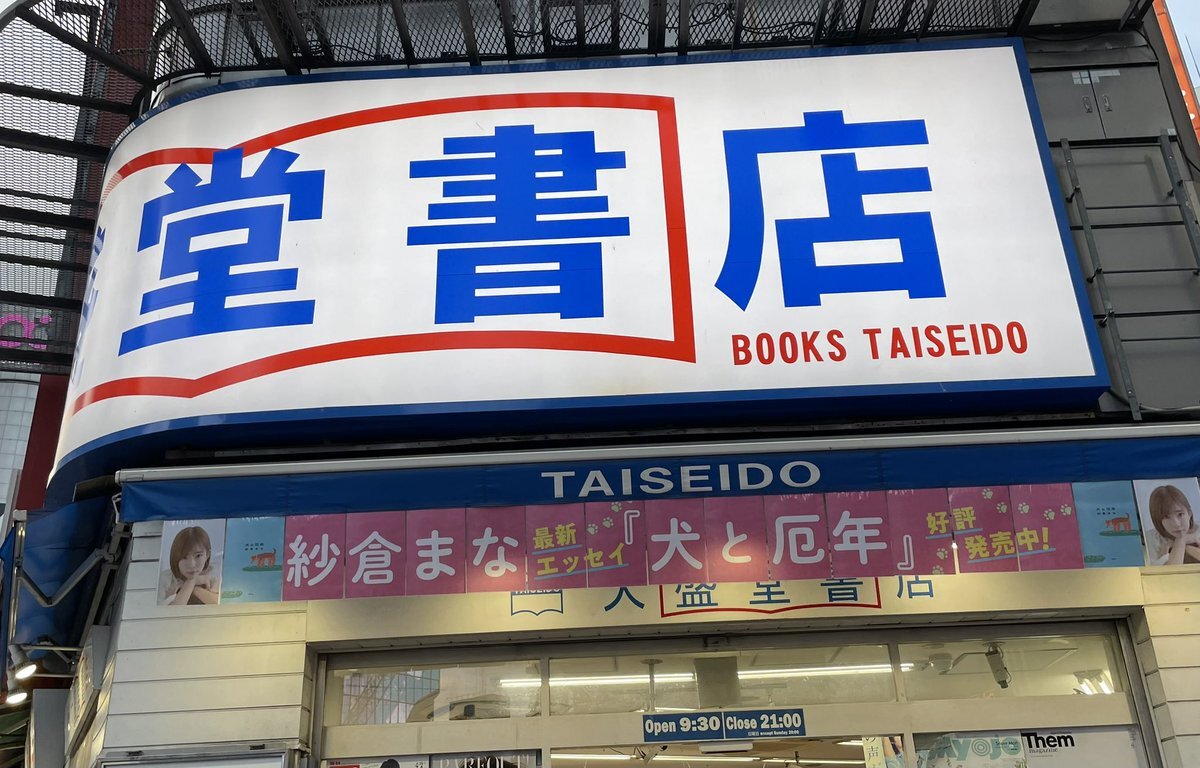 堂書店
BOOKS TAISEIDO
TAISEIDO
紗倉まな 最新エッセイ『犬と厄年』好評発売中!
大盛堂書店
Open 9:30 Close 21:00
Them
magazine